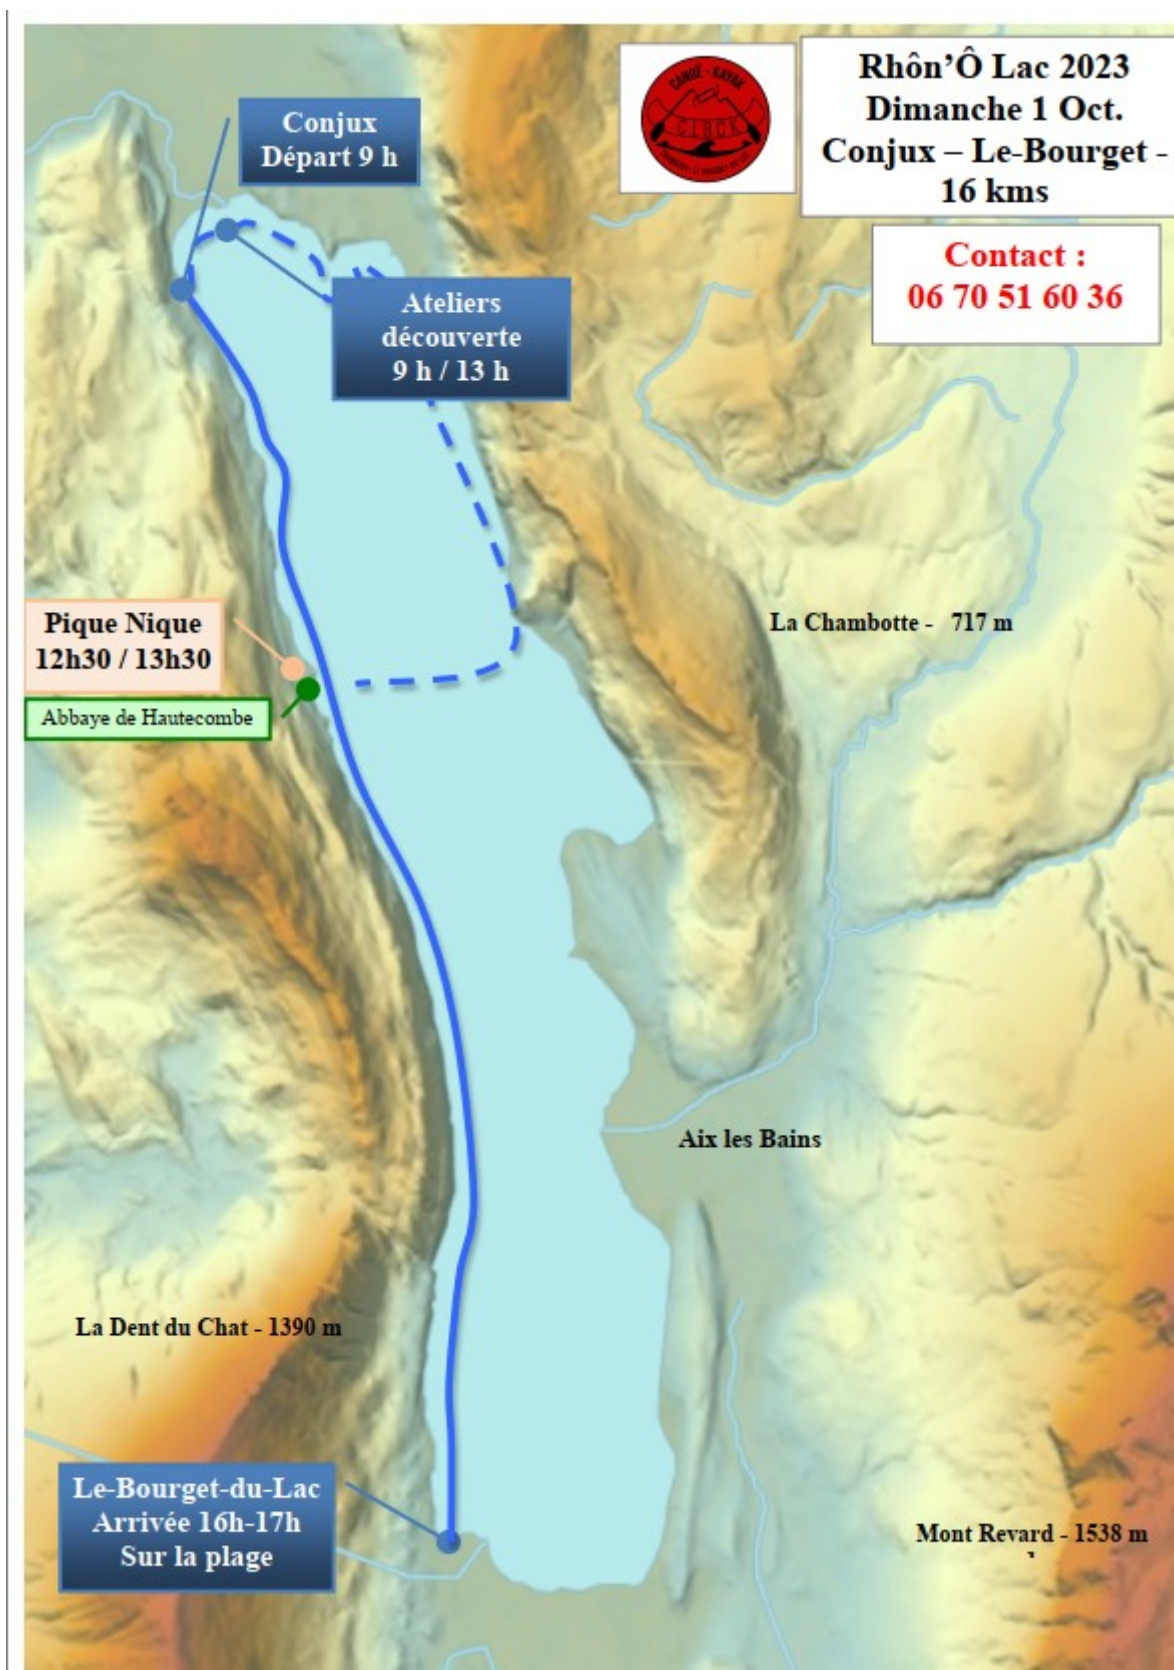 CANOË - KAYAK
Rhôn'Ô Lac 2023
Dimanche 1 Oct.
Conjux – Le-Bourget -
16 kms
Contact :
06 70 51 60 36
Conjux
Départ 9 h
Ateliers
découverte
9 h / 13 h
Pique Nique
12h30 / 13h30
Abbaye de Hautecombe
La Chambotte - 717 m
Aix les Bains
La Dent du Chat - 1390 m
Le-Bourget-du-Lac
Arrivée 16h-17h
Sur la plage
Mont Revard - 1538 m